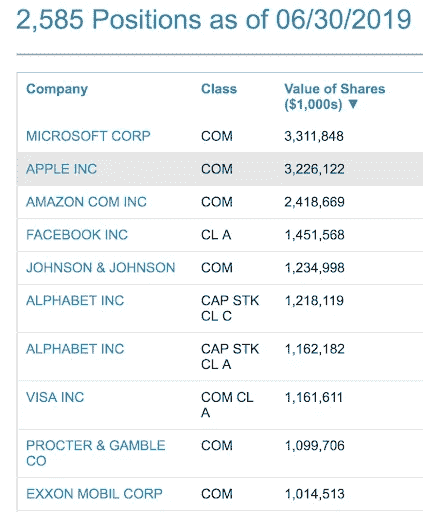 2,585 Positions as of 06/30/2019
Company Class Value of Shares
($1,000s) ▼
MICROSOFT CORP COM 3,311,848
APPLE INC COM 3,226,122
AMAZON COM INC COM 2,418,669
FACEBOOK INC CL A 1,451,568
JOHNSON & JOHNSON COM 1,234,998
ALPHABET INC CAP STK 1,218,119
CL C
ALPHABET INC CAP STK 1,162,182
CL A
VISA INC COM CL 1,161,611
A
PROCTER & GAMBLE COM 1,099,706
CO
EXXON MOBIL CORP COM 1,014,513